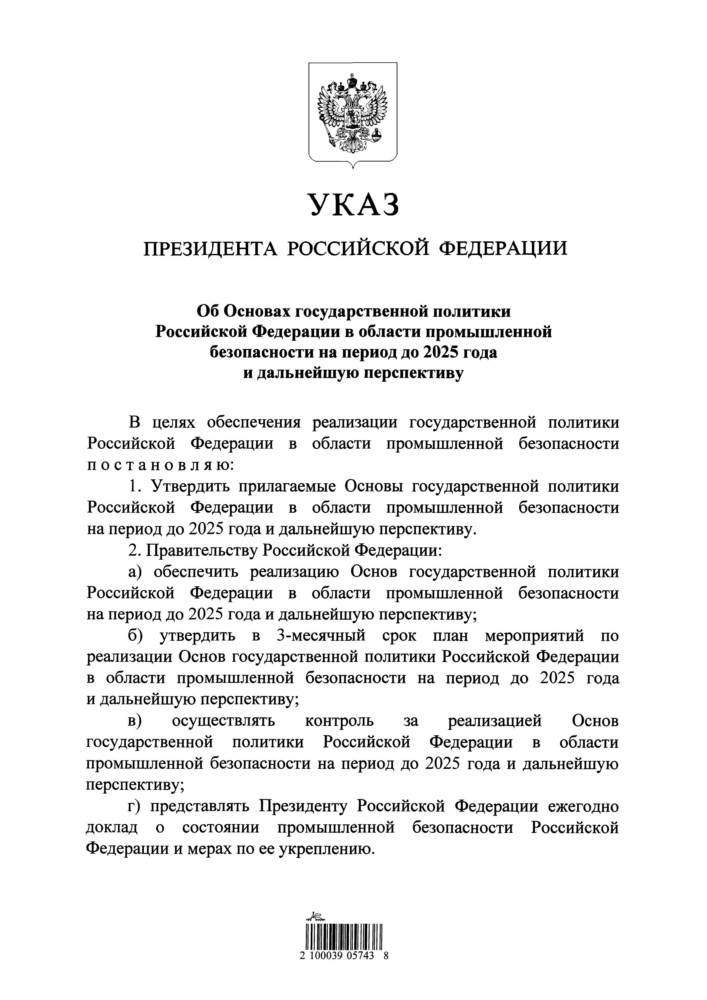 УКАЗ
ПРЕЗИДЕНТА РОССИЙСКОЙ ФЕДЕРАЦИИ
Об Основах государственной политики
Российской Федерации в области промышленной
безопасности на период до 2025 года
и дальнейшую перспективу
В целях обеспечения реализации государственной политики
Российской Федерации в области промышленной безопасности
п о с т а н о в л я ю:
1. Утвердить прилагаемые Основы государственной политики
Российской Федерации в области промышленной безопасности
на период до 2025 года и дальнейшую перспективу.
2. Правительству Российской Федерации:
а) обеспечить реализацию Основ государственной политики
Российской Федерации в области промышленной безопасности
на период до 2025 года и дальнейшую перспективу;
б) утвердить в 3-месячный срок план мероприятий по
реализации Основ государственной политики Российской Федерации
в области промышленной безопасности на период до 2025 года
и дальнейшую перспективу;
в) осуществлять контроль за реализацией Основ
государственной политики Российской Федерации в области
промышленной безопасности на период до 2025 года и дальнейшую
перспективу;
г) представлять Президенту Российской Федерации ежегодно
доклад о состоянии промышленной безопасности Российской
Федерации и мерах по ее укреплению.
2 100039 05743 8